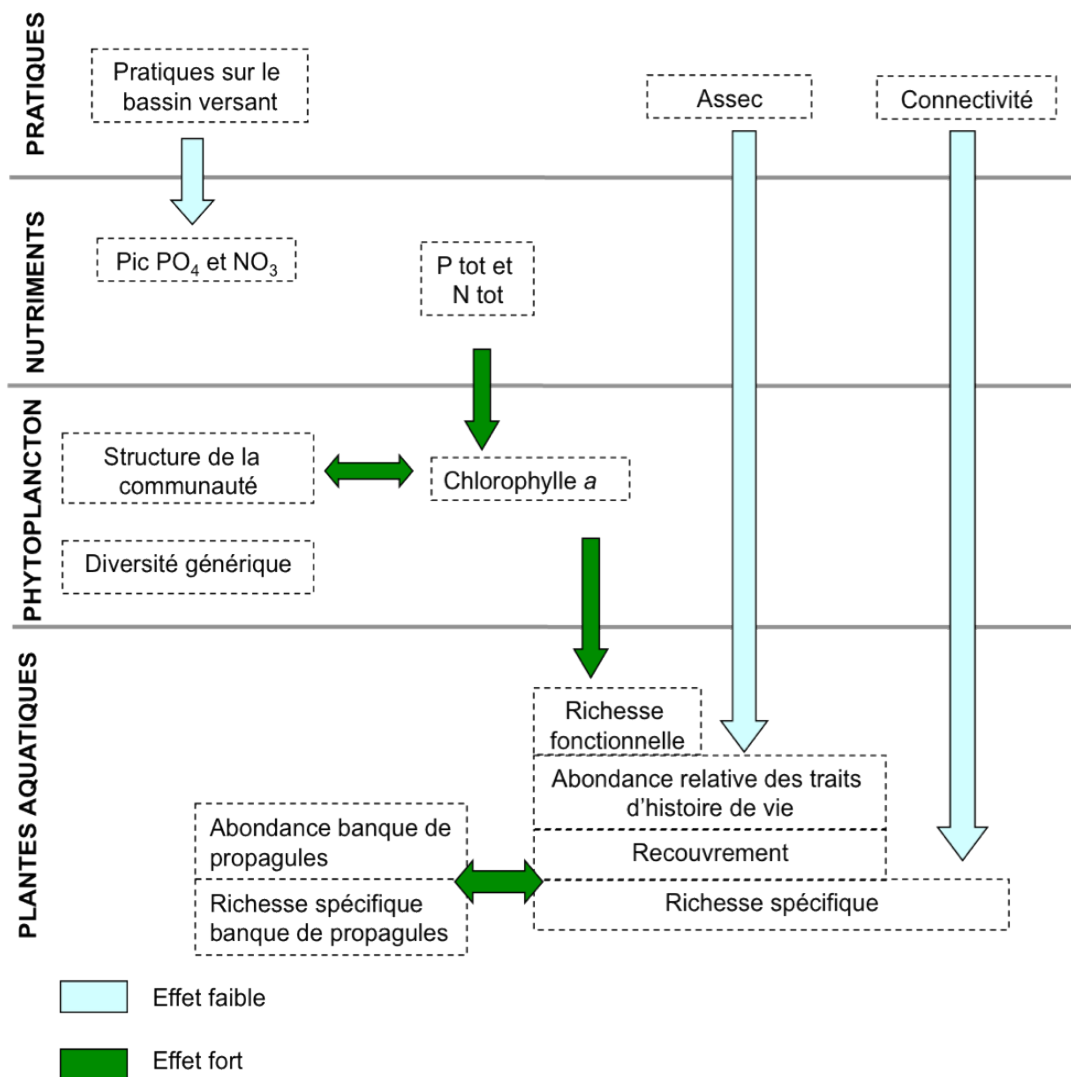 PRATIQUES
Pratiques sur le
bassin versant
Assec
Connectivité
NUTRIMENTS
Pic PO₄ et NO₃
P tot et
N tot
PHYTOPLANCTON
Structure de la
communauté
Chlorophylle a
Diversité générique
PLANTES AQUATIQUES
Richesse
fonctionnelle
Abondance relative des traits
d’histoire de vie
Abondance banque de
propagules
Recouvrement
Richesse spécifique
banque de propagules
Richesse spécifique
Effet faible
Effet fort